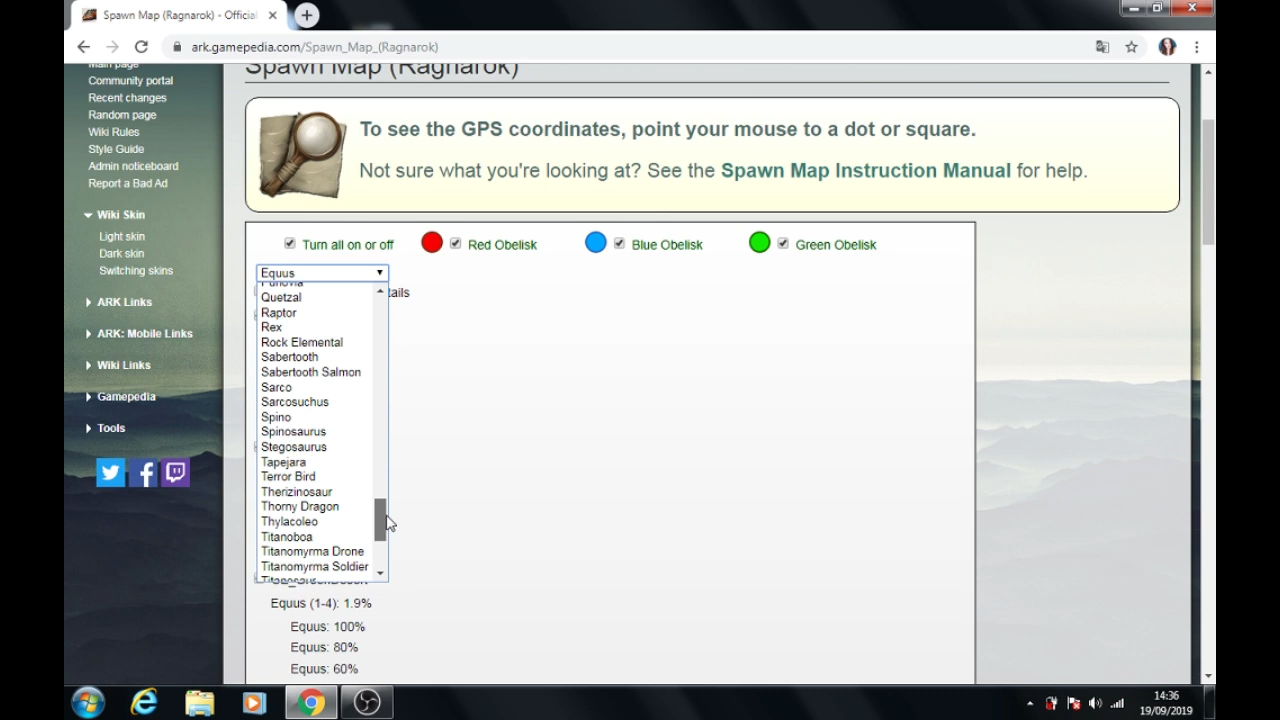 Spawn Map (Ragnarok) - Official
ark.gamepedia.com/Spawn_Map_(Ragnarok)
Main page
Community portal
Recent changes
Random page
Wiki Rules
Style Guide
Admin noticeboard
Report a Bad Ad
Wiki Skin
Light skin
Dark skin
Switching skins
ARK Links
ARK: Mobile Links
Wiki Links
Gamepedia
Tools
Spawn Map (Ragnarok)
To see the GPS coordinates, point your mouse to a dot or square.
Not sure what you're looking at? See the Spawn Map Instruction Manual for help.
Turn all on or off
Red Obelisk
Blue Obelisk
Green Obelisk
Equus
tails
Quetzal
Raptor
Rex
Rock Elemental
Sabertooth
Sabertooth Salmon
Sarco
Sarcosuchus
Spino
Spinosaurus
Stegosaurus
Tapejara
Terror Bird
Therizinosaur
Thorny Dragon
Thylacoleo
Titanoboa
Titanomyrma Drone
Titanomyrma Soldier
Equus (1-4): 1.9%
Equus: 100%
Equus: 80%
Equus: 60%
14:36
19/09/2019